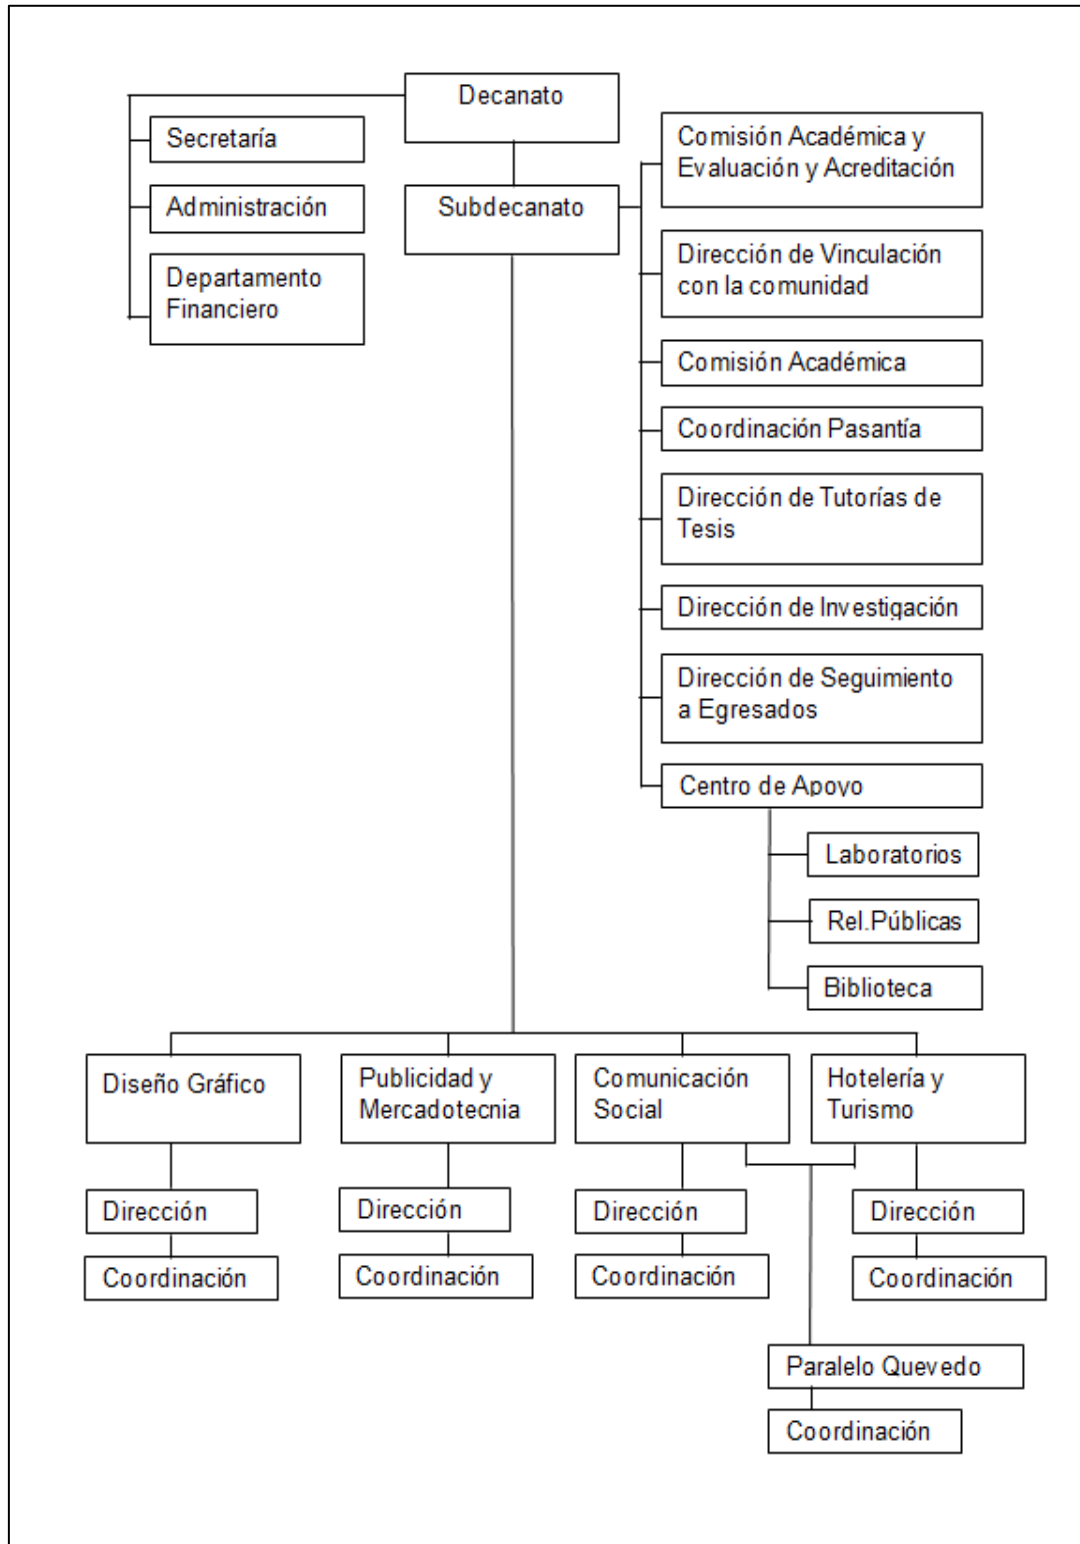 Decanato
Secretaría
Administración
Departamento
Financiero
Subdecanato
Comisión Académica y
Evaluación y Acreditación
Dirección de Vinculación
con la comunidad
Comisión Académica
Coordinación Pasantía
Dirección de Tutorías de
Tesis
Dirección de Investigación
Dirección de Seguimiento
a Egresados
Centro de Apoyo
Laboratorios
Rel.Públicas
Biblioteca
Diseño Gráfico
Publicidad y
Mercadotecnia
Comunicación
Social
Hotelería y
Turismo
Dirección
Dirección
Dirección
Dirección
Coordinación
Coordinación
Coordinación
Coordinación
Paralelo Quevedo
Coordinación